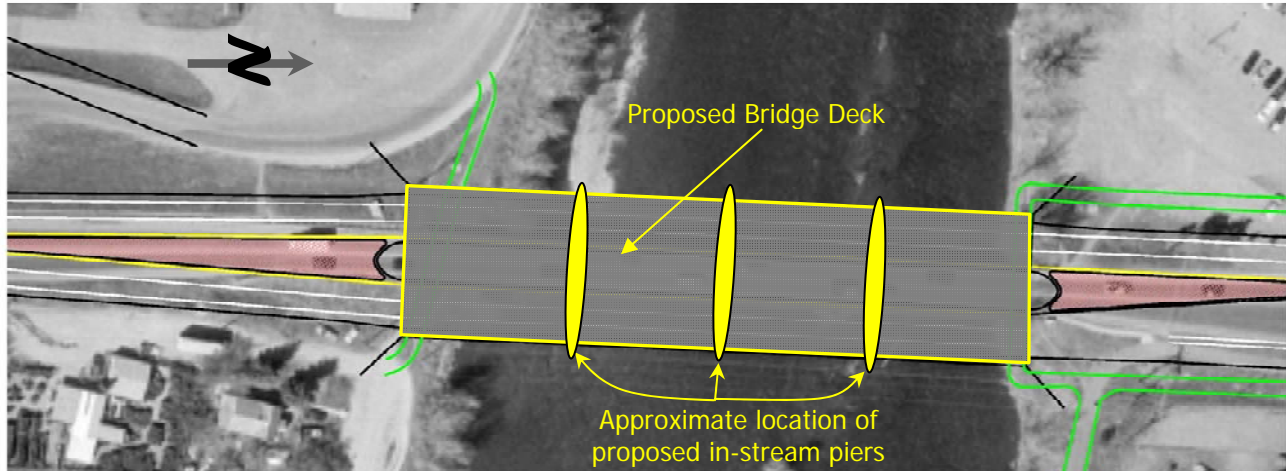 N
Proposed Bridge Deck
Approximate location of
proposed in-stream piers